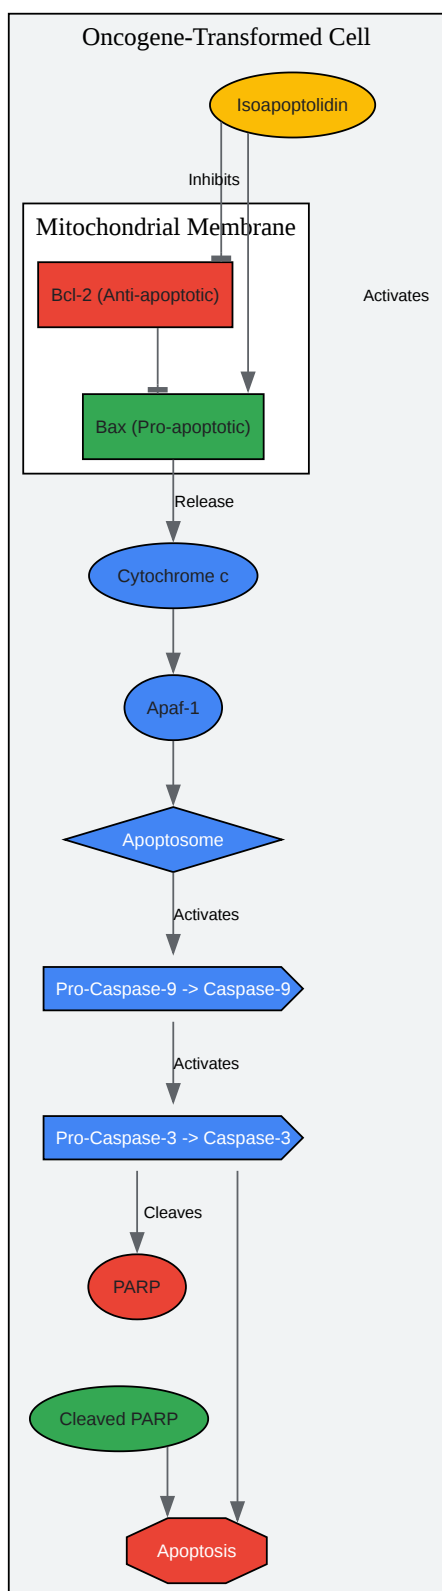 Oncogene-Transformed Cell
Isoapoptolidin
Inhibits
Mitochondrial Membrane
Bcl-2 (Anti-apoptotic)
Activates
Bax (Pro-apoptotic)
Release
Cytochrome c
Apaf-1
Apoptosome
Activates
Pro-Caspase-9 -> Caspase-9
Activates
Pro-Caspase-3 -> Caspase-3
Cleaves
PARP
Cleaved PARP
Apoptosis